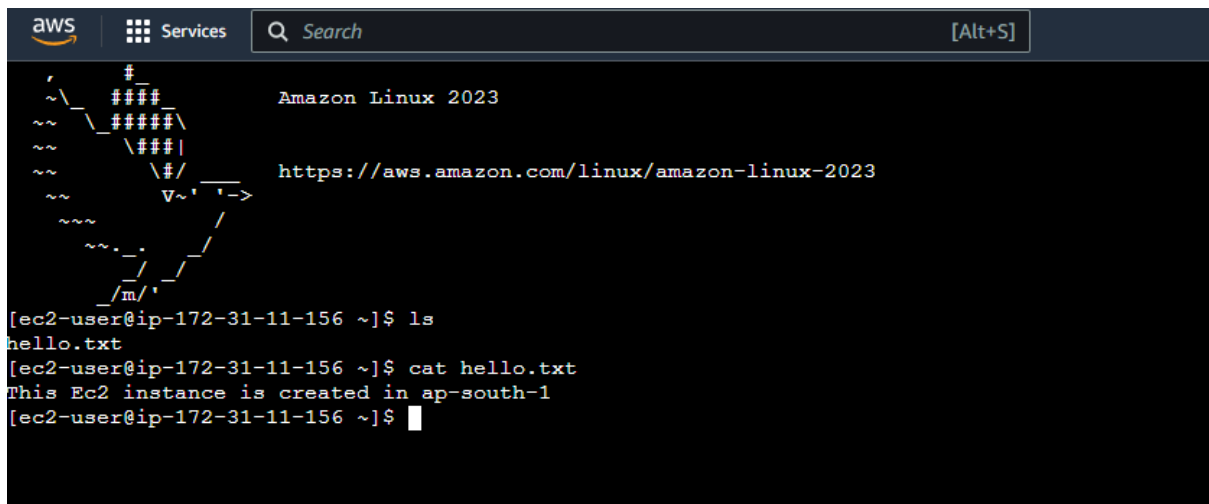 aws Services Search [Alt+S]
   ,     #_
   ~\_  ####_        Amazon Linux 2023
  ~~  \_#####\
  ~~     \###|
  ~~       \#/ ___   https://aws.amazon.com/linux/amazon-linux-2023
   ~~       V~' '->
    ~~~         /
      ~~._.   _/
         _/ _/
       _/m/'
[ec2-user@ip-172-31-11-156 ~]$ ls
hello.txt
[ec2-user@ip-172-31-11-156 ~]$ cat hello.txt
This Ec2 instance is created in ap-south-1
[ec2-user@ip-172-31-11-156 ~]$